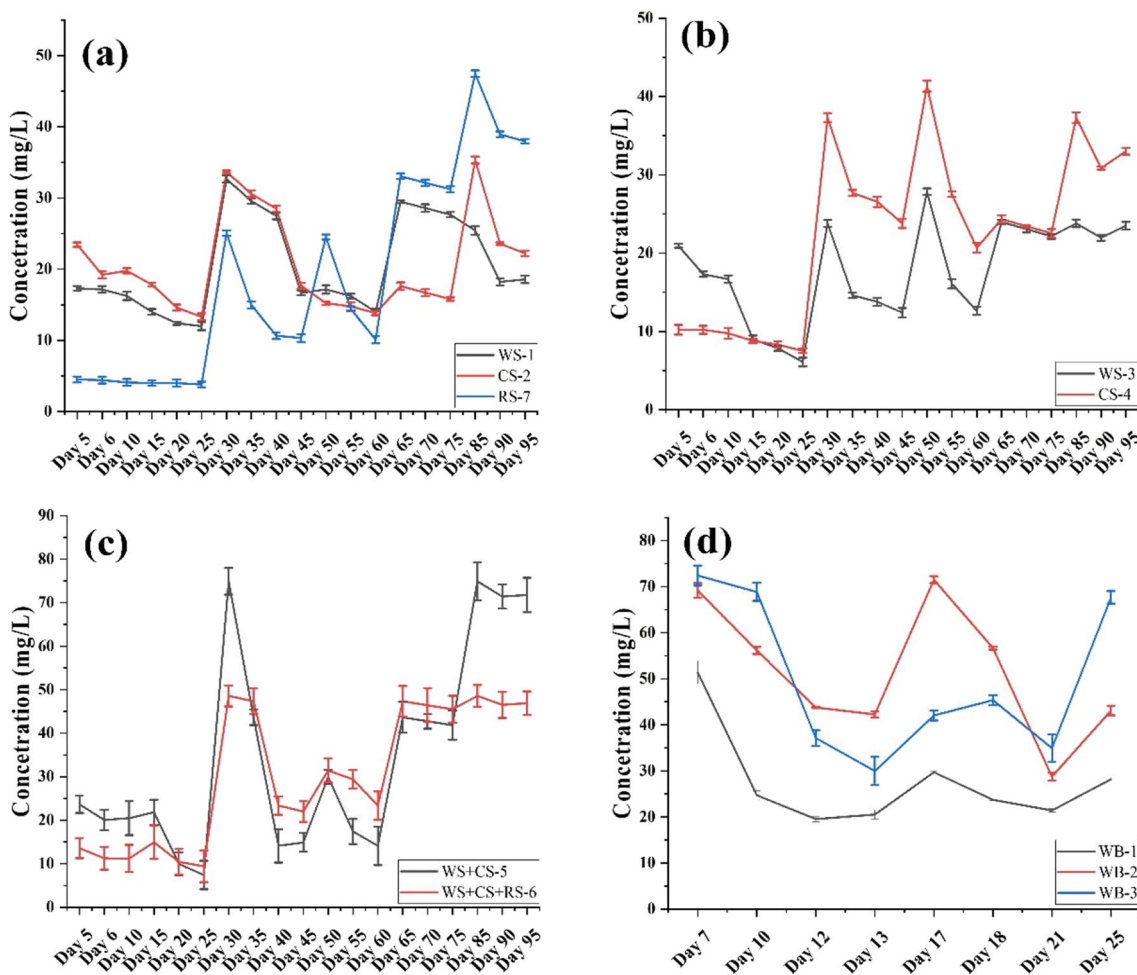 (a)
Concetration (mg/L)
50
40
30
20
10
0
WS-1
CS-2
RS-7
Day 5
Day 6
Day 10
Day 15
Day 20
Day 25
Day 30
Day 35
Day 40
Day 45
Day 50
Day 55
Day 60
Day 65
Day 70
Day 75
Day 85
Day 90
Day 95
(b)
Concetration (mg/L)
50
40
30
20
10
0
WS-3
CS-4
Day 5
Day 6
Day 10
Day 15
Day 20
Day 25
Day 30
Day 35
Day 40
Day 45
Day 50
Day 55
Day 60
Day 65
Day 70
Day 75
Day 85
Day 90
Day 95
(c)
Concetration (mg/L)
90
80
70
60
50
40
30
20
10
0
WS+CS-5
WS+CS+RS-6
Day 5
Day 6
Day 10
Day 15
Day 20
Day 25
Day 30
Day 35
Day 40
Day 45
Day 50
Day 55
Day 60
Day 65
Day 70
Day 75
Day 85
Day 90
Day 95
(d)
Concetration (mg/L)
80
70
60
50
40
30
20
10
0
WB-1
WB-2
WB-3
Day 7
Day 10
Day 12
Day 13
Day 17
Day 18
Day 21
Day 25